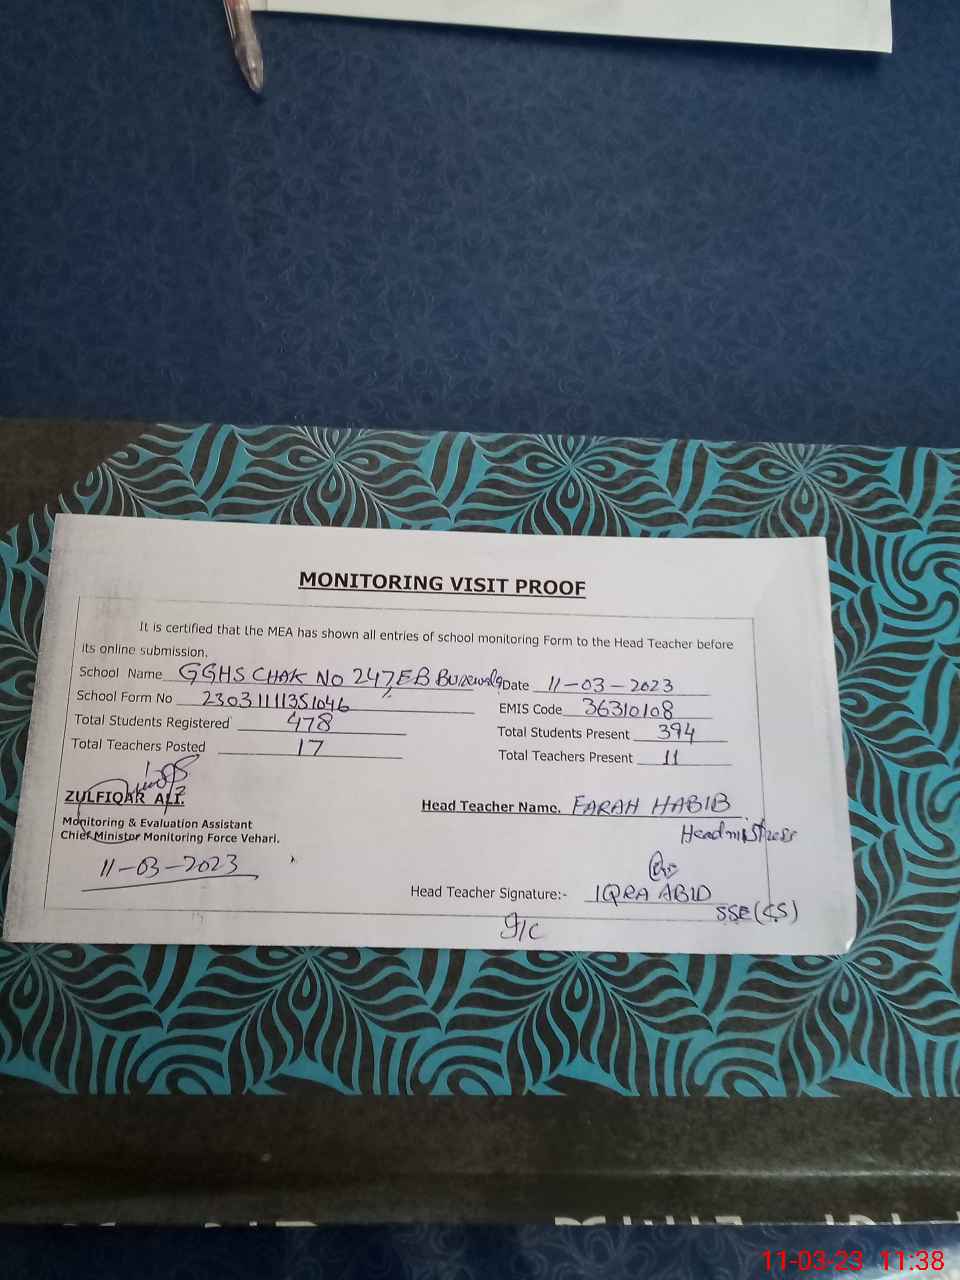 MONITORING VISIT PROOF
It is certified that the MEA has shown all entries of school monitoring Form to the Head Teacher before
its online submission.
School Name GGHS CHAK No 247,EB Burewala Date 11-03-2023
School Form No 23031111351046 EMIS Code 36310108
Total Students Registered 478 Total Students Present 394
Total Teachers Posted 17 Total Teachers Present 11
ZULFIQAR ALI.
Monitoring & Evaluation Assistant
Chief Minister Monitoring Force Vehari.
11-03-2023
Head Teacher Name. FARAH HABIB
Headmistress
Head Teacher Signature:- IQRA ABID
SSE(CS)
I/C
11-03-23 11:38